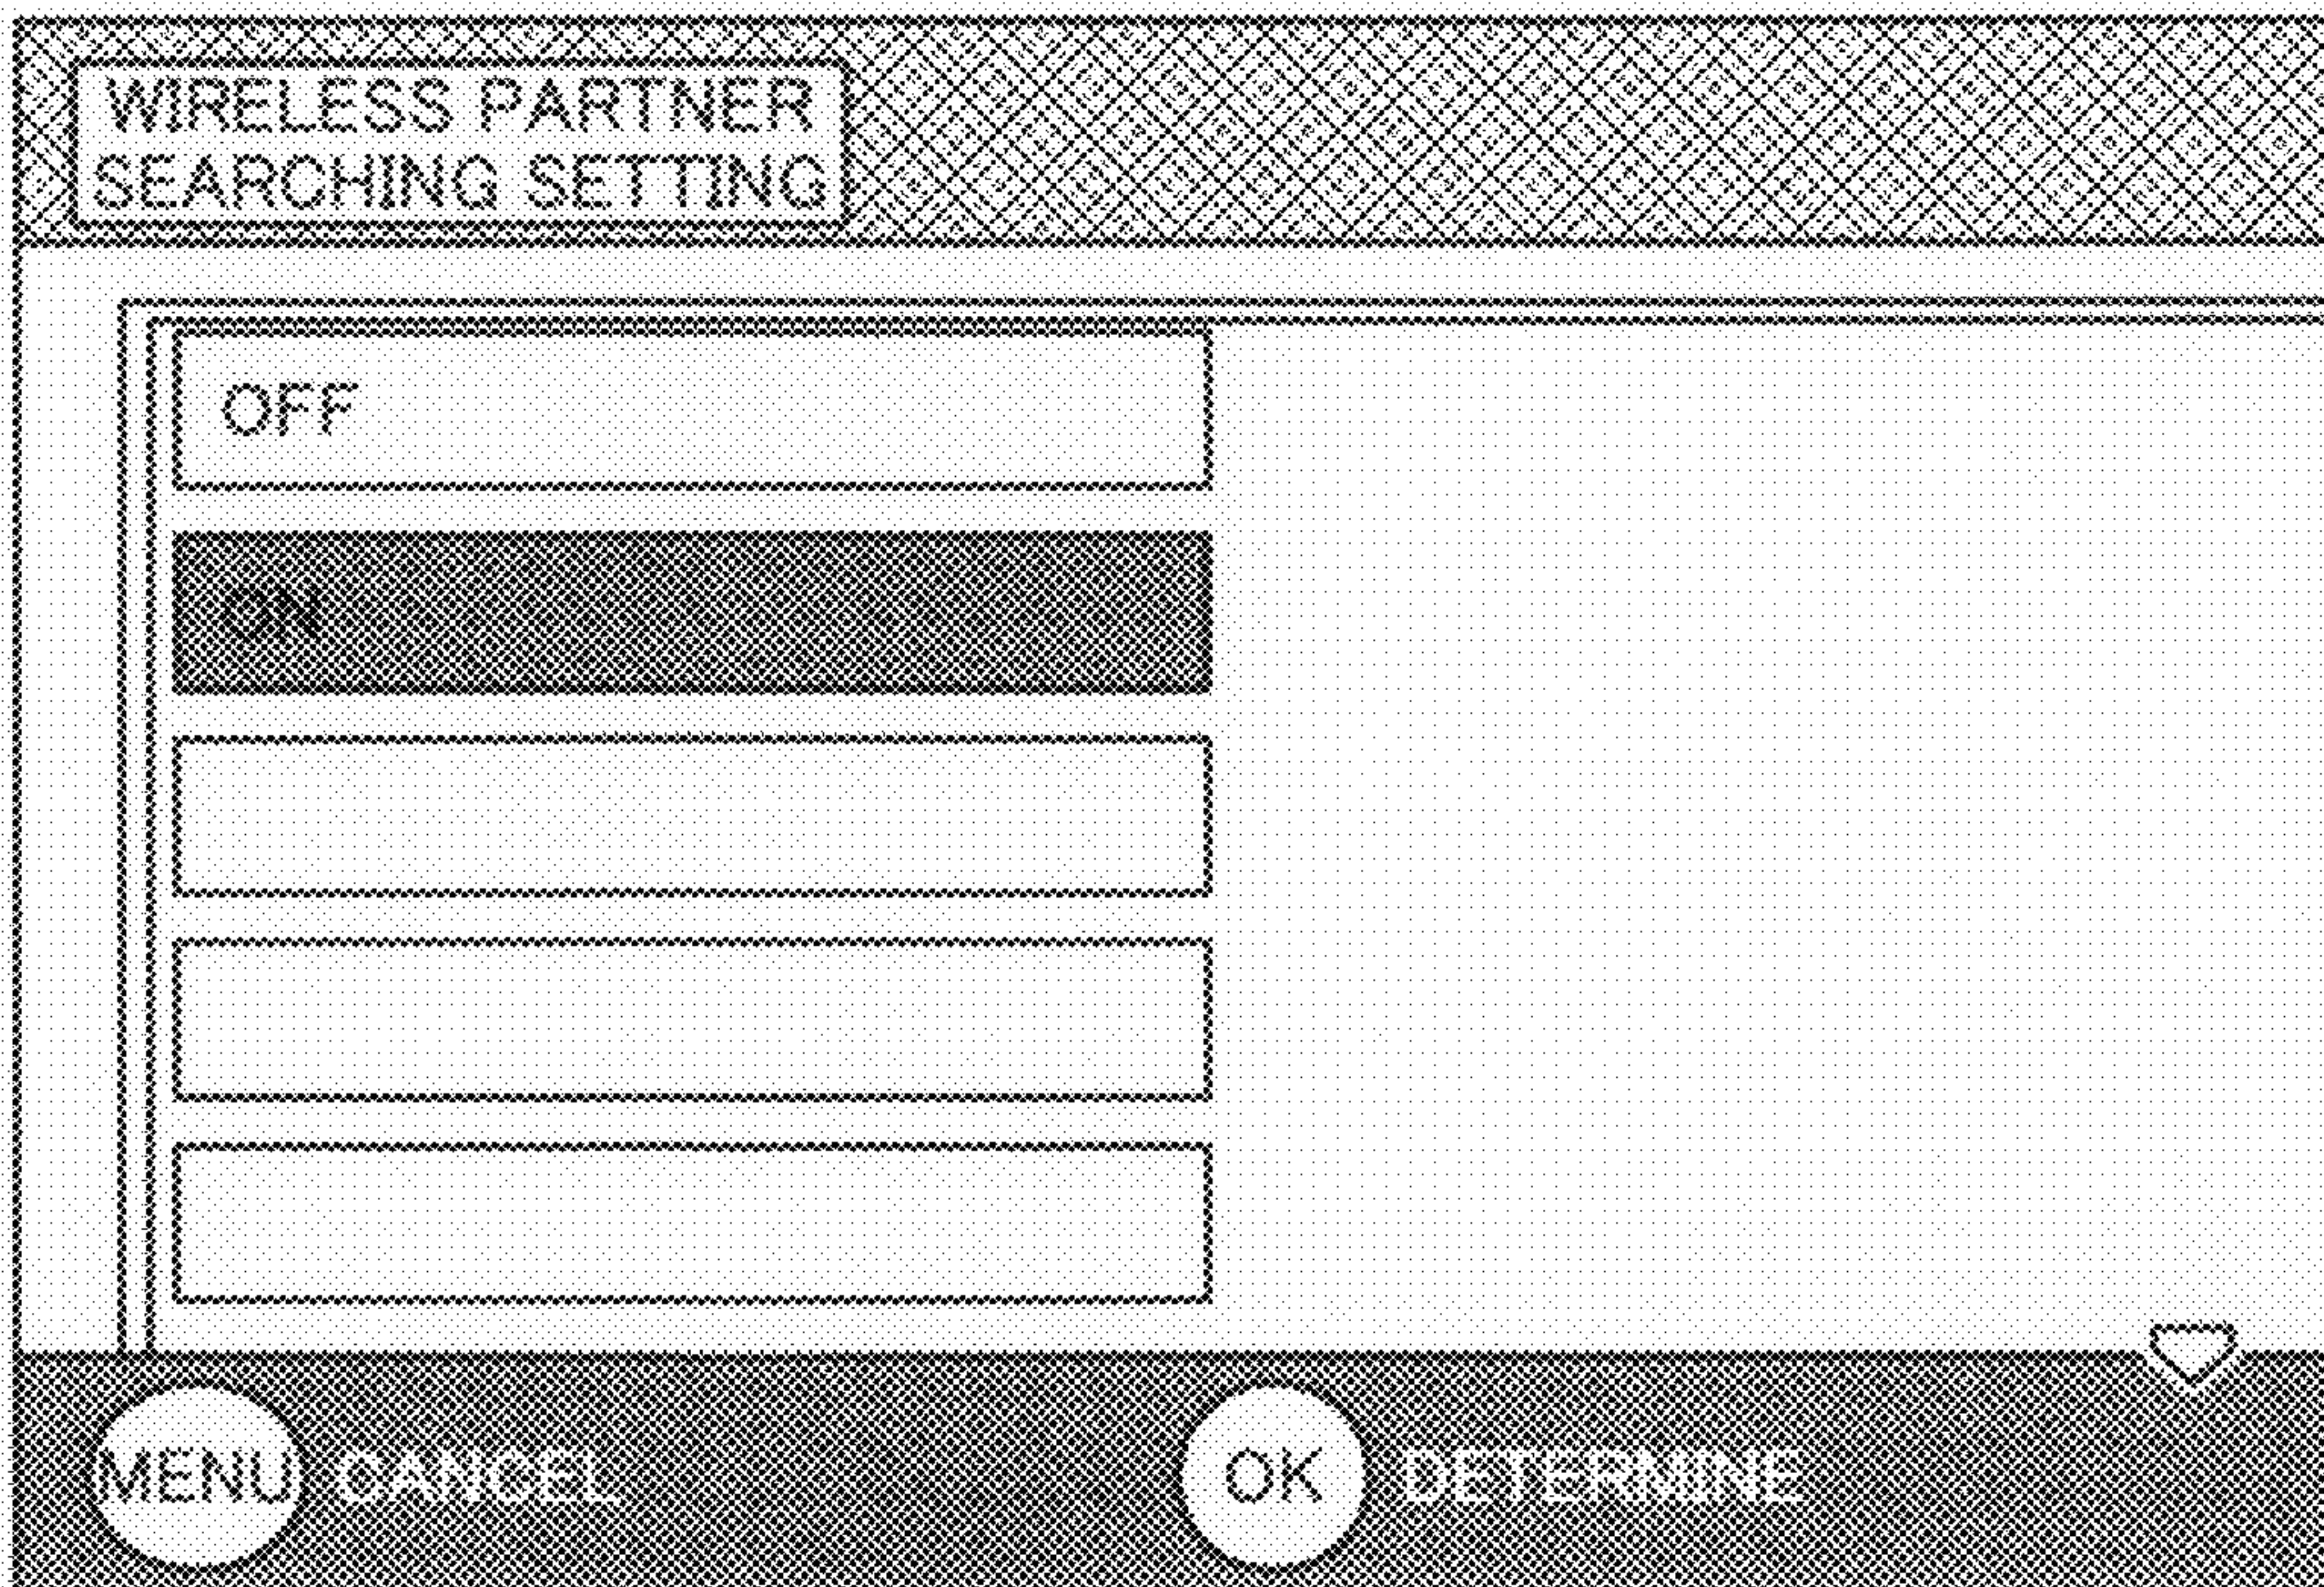 WIRELESS PARTNER
SEARCHING SETTING
OFF
ON
MENU CANCEL OK DETERMINE